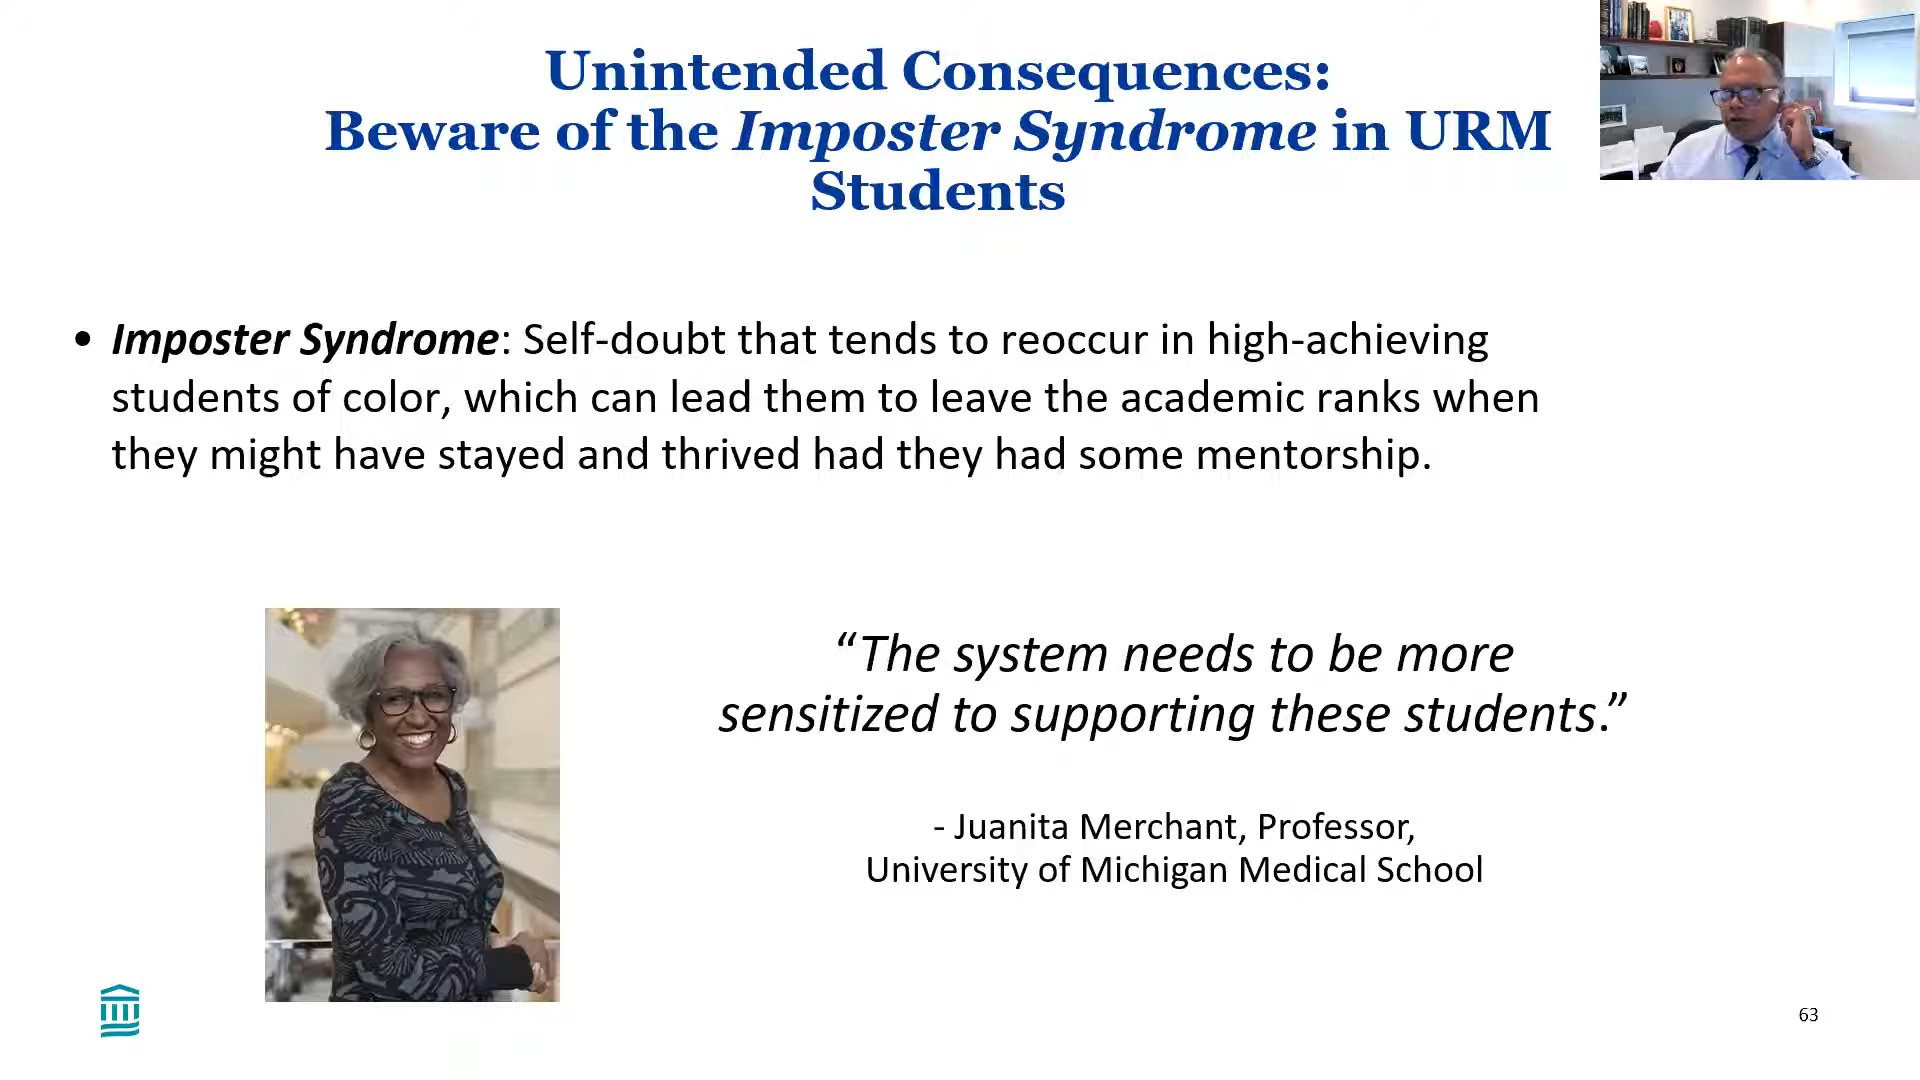 Unintended Consequences:
Beware of the Imposter Syndrome in URM
Students
• Imposter Syndrome: Self-doubt that tends to reoccur in high-achieving
students of color, which can lead them to leave the academic ranks when
they might have stayed and thrived had they had some mentorship.
“The system needs to be more
sensitized to supporting these students.”
- Juanita Merchant, Professor,
University of Michigan Medical School
63